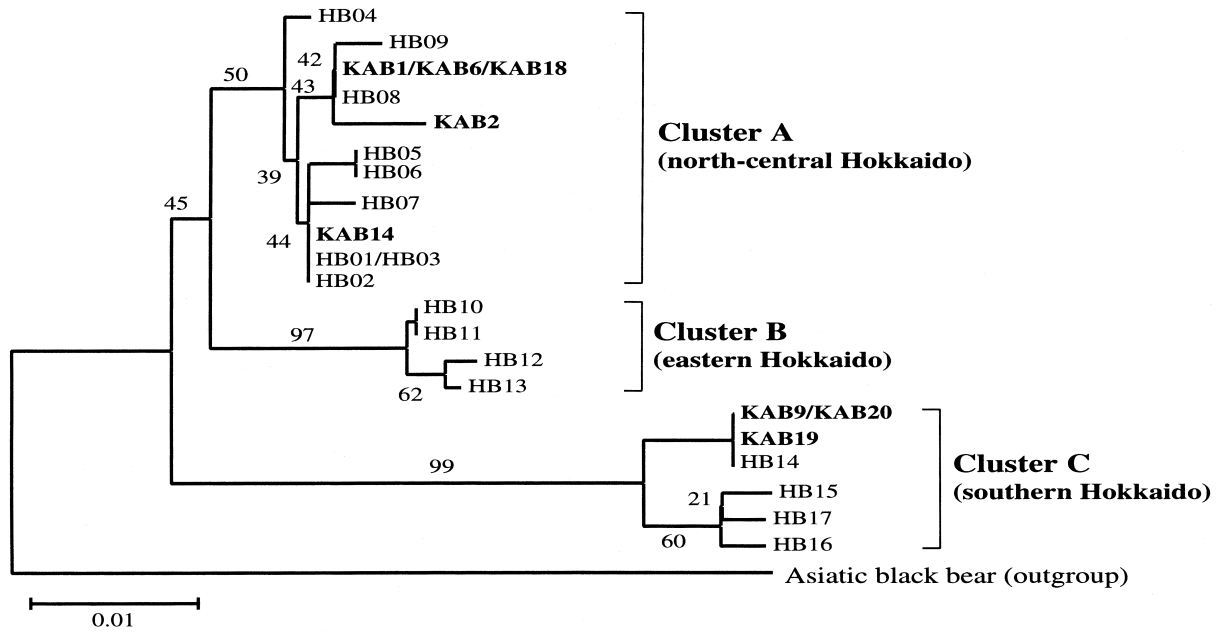 HB04
HB09
42
KAB1/KAB6/KAB18
50
43
HB08
KAB2
Cluster A
(north-central Hokkaido)
HB05
HB06
39
HB07
45
KAB14
44
HB01/HB03
HB02
HB10
97
HB11
Cluster B
(eastern Hokkaido)
HB12
HB13
62
KAB9/KAB20
KAB19
HB14
99
Cluster C
(southern Hokkaido)
HB15
21
HB17
60
HB16
Asiatic black bear (outgroup)
0.01